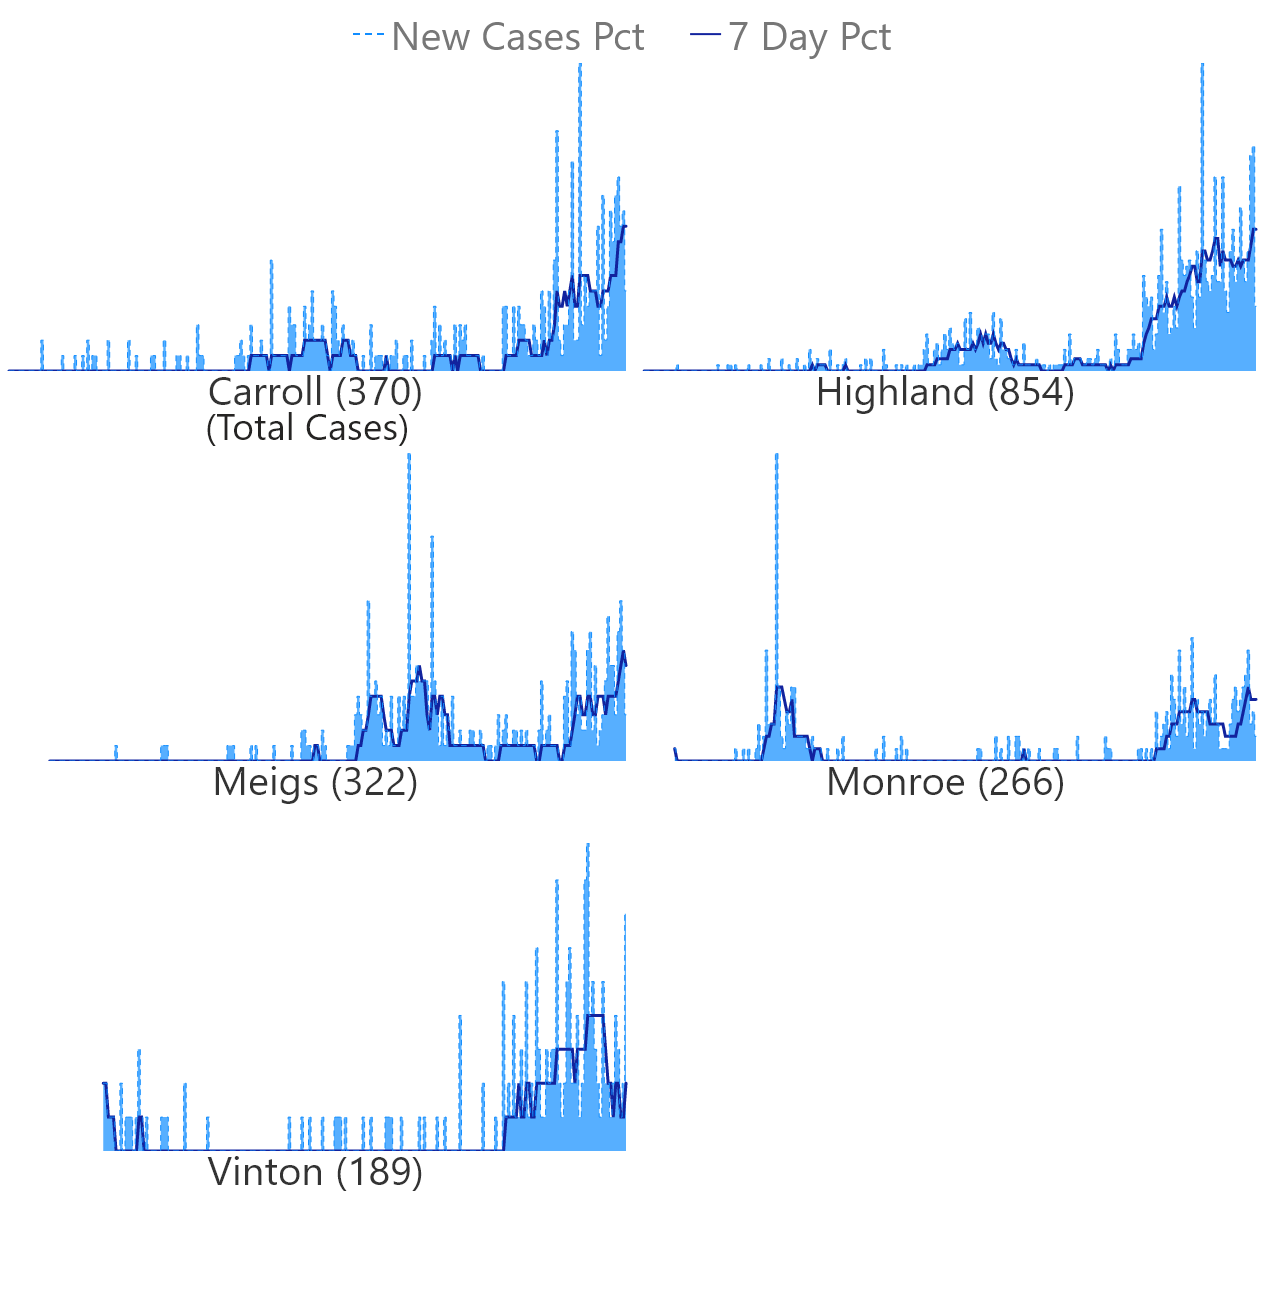 New Cases Pct 7 Day Pct
Carroll (370)
(Total Cases)
Highland (854)
Meigs (322)
Monroe (266)
Vinton (189)